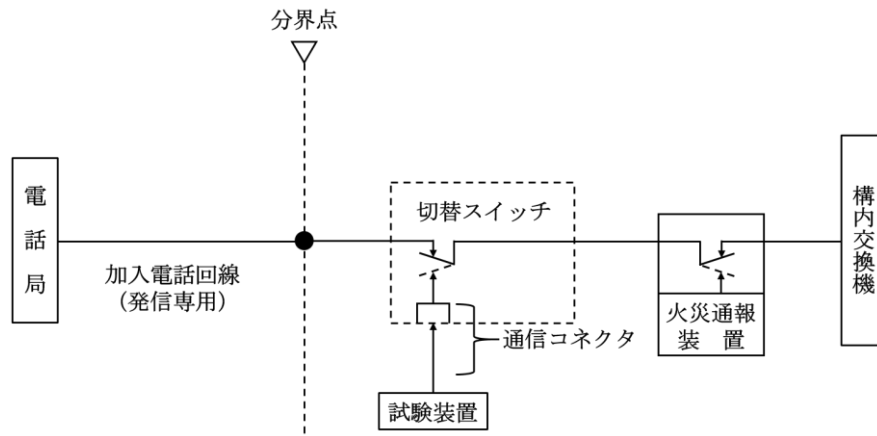 分界点
電話局
加入電話回線
（発信専用）
切替スイッチ
通信コネクタ
試験装置
火災通報
装　置
構内交換機